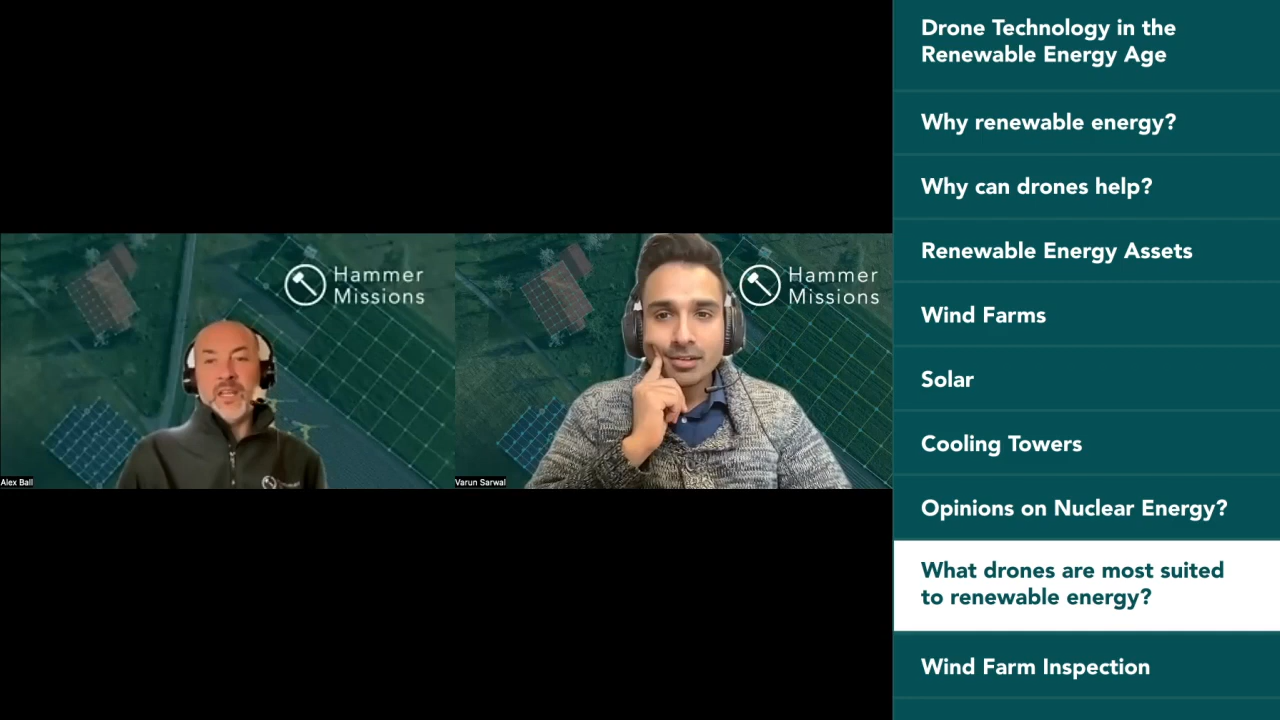 Hammer
Missions
Alex Ball
Hammer
Missions
Varun Sarwal
Drone Technology in the
Renewable Energy Age
Why renewable energy?
Why can drones help?
Renewable Energy Assets
Wind Farms
Solar
Cooling Towers
Opinions on Nuclear Energy?
What drones are most suited
to renewable energy?
Wind Farm Inspection